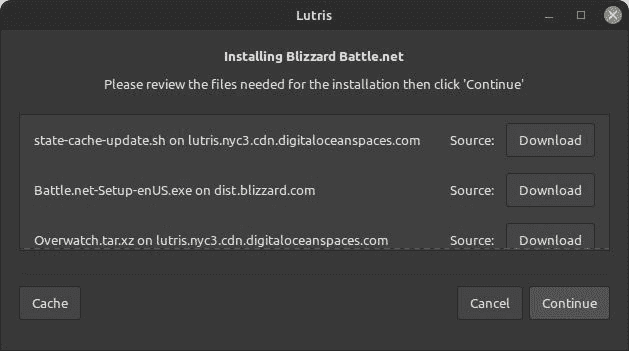 Lutris
Installing Blizzard Battle.net
Please review the files needed for the installation then click 'Continue'
state-cache-update.sh on lutris.nyc3.cdn.digitaloceanspaces.com Source: Download
Battle.net-Setup-enUS.exe on dist.blizzard.com Source: Download
Overwatch.tar.xz on lutris.nyc3.cdn.digitaloceanspaces.com Source: Download
Cache Cancel Continue